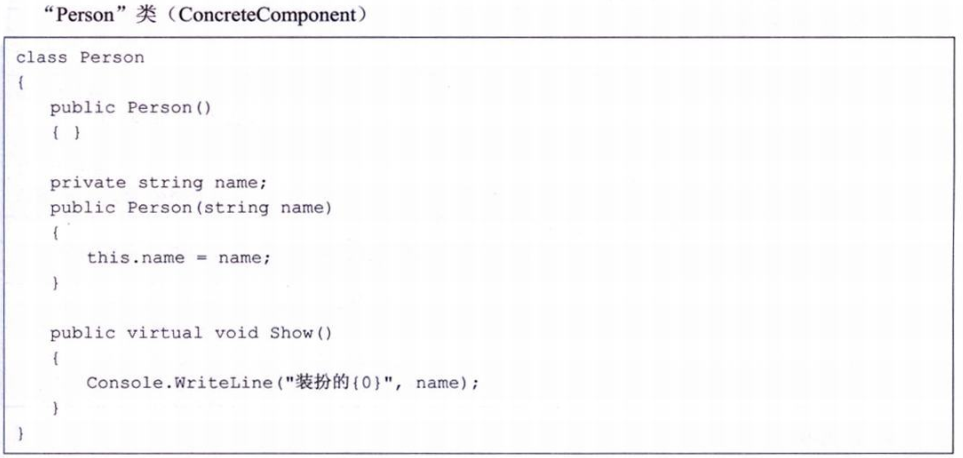 “Person”类（ConcreteComponent）
class Person
{
public Person()
{ }
private string name;
public Person(string name)
{
this.name = name;
}
public virtual void Show()
{
Console.WriteLine("装扮的{0}", name);
}
}